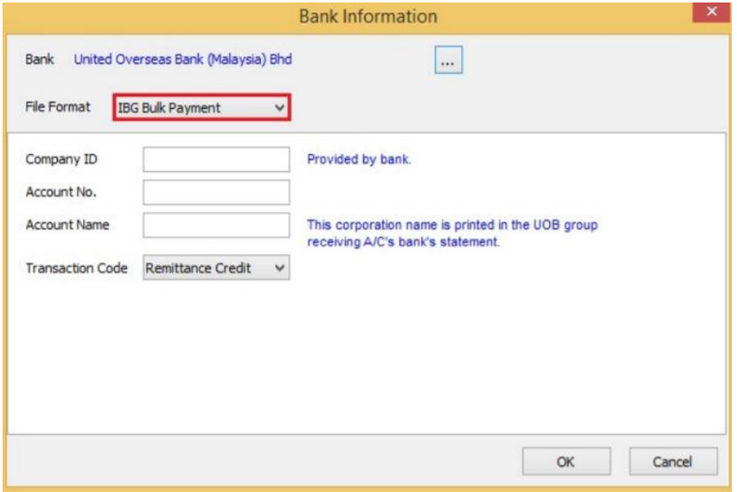 Bank Information
Bank United Overseas Bank (Malaysia) Bhd ...
File Format IBG Bulk Payment
Company ID Provided by bank.
Account No.
Account Name This corporation name is printed in the UOB group
receiving A/C's bank's statement.
Transaction Code Remittance Credit
OK Cancel